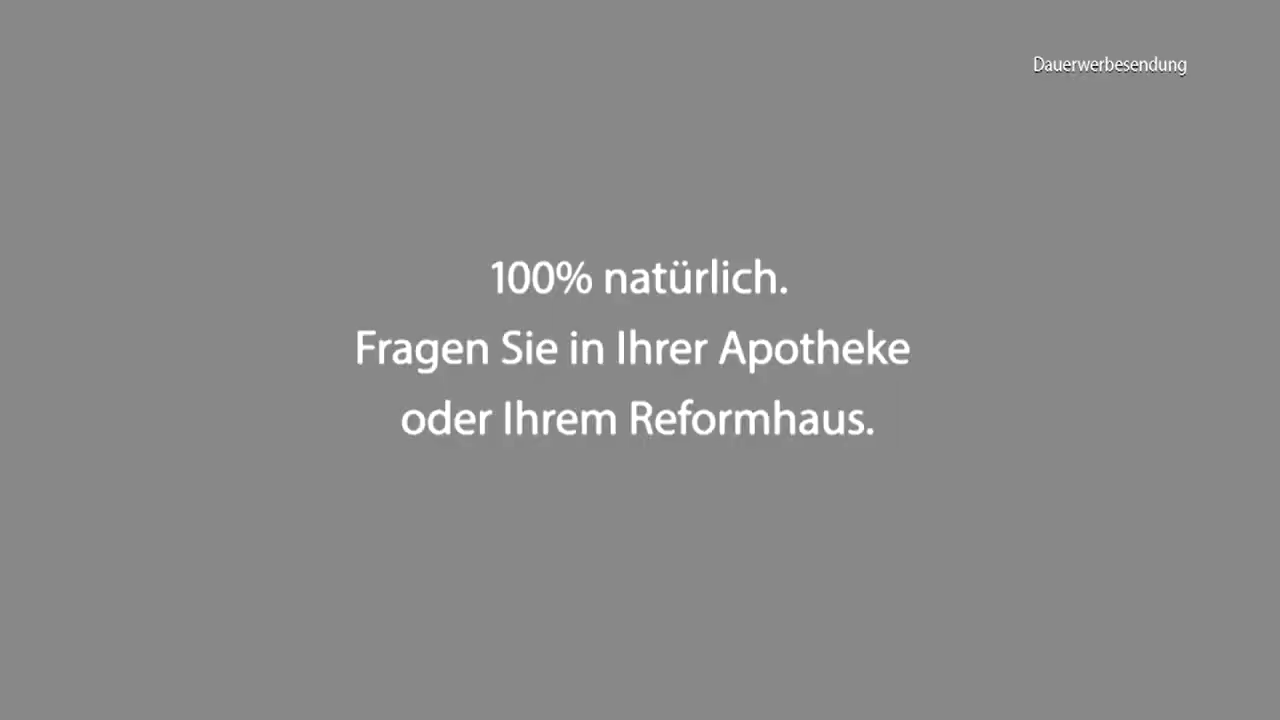 Dauerwerbesendung
100% natürlich.
Fragen Sie in Ihrer Apotheke
oder Ihrem Reformhaus.